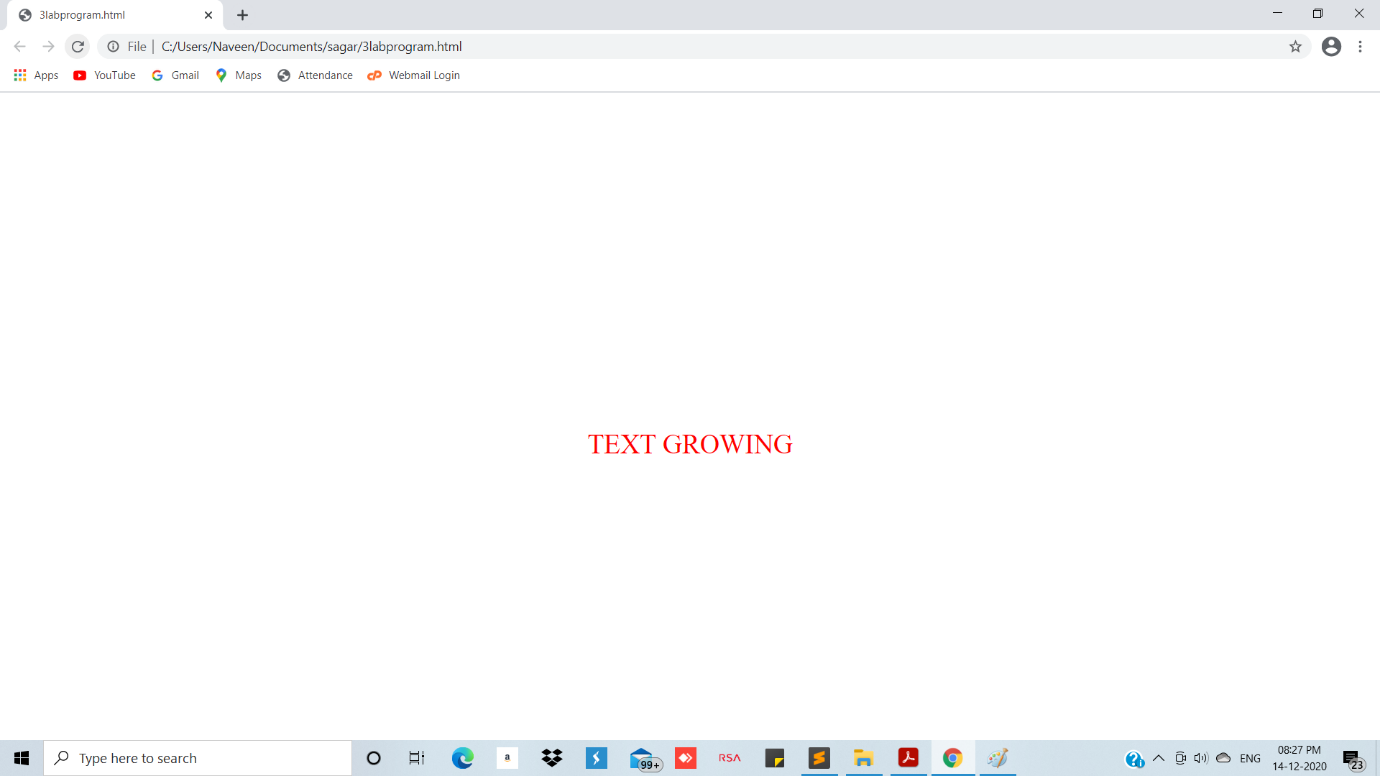 3labprogram.html
File | C:/Users/Naveen/Documents/sagar/3labprogram.html
Apps YouTube Gmail Maps Attendance Webmail Login
TEXT GROWING
Type here to search
a
99+
RSA
ENG
08:27 PM
14-12-2020
23